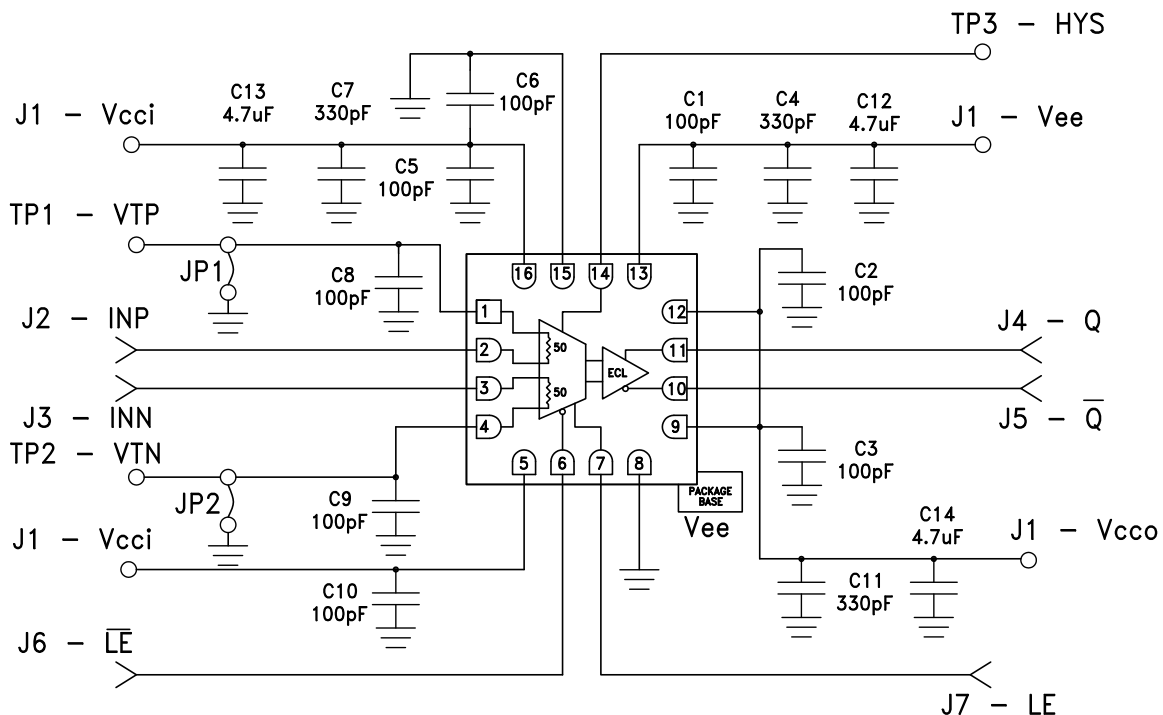 TP3 - HYS
J1 - Vcci
C13
4.7uF
C7
330pF
C6
100pF
C5
100pF
C1
100pF
C4
330pF
C12
4.7uF
J1 - Vee
TP1 - VTP
JP1
C8
100pF
16
15
14
13
C2
100pF
J2 - INP
1
12
J4 - Q
2
50
11
ECL
3
50
10
J3 - INN
J5 - Q̅
4
9
TP2 - VTN
5
6
7
8
C3
100pF
JP2
C9
100pF
PACKAGE
BASE
Vee
J1 - Vcci
C14
4.7uF
J1 - Vcco
C10
100pF
C11
330pF
J6 - L̅E̅
J7 - LE